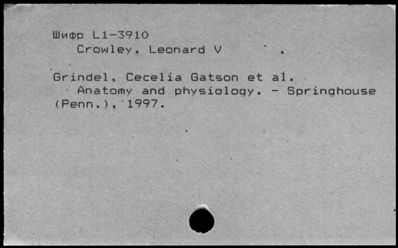 Шифр L1-3910
Crowley, Leonard V
Grindel, Cecelia Gatson et al.
Anatomy and physiology. - Springhouse
(Penn.), 1997.